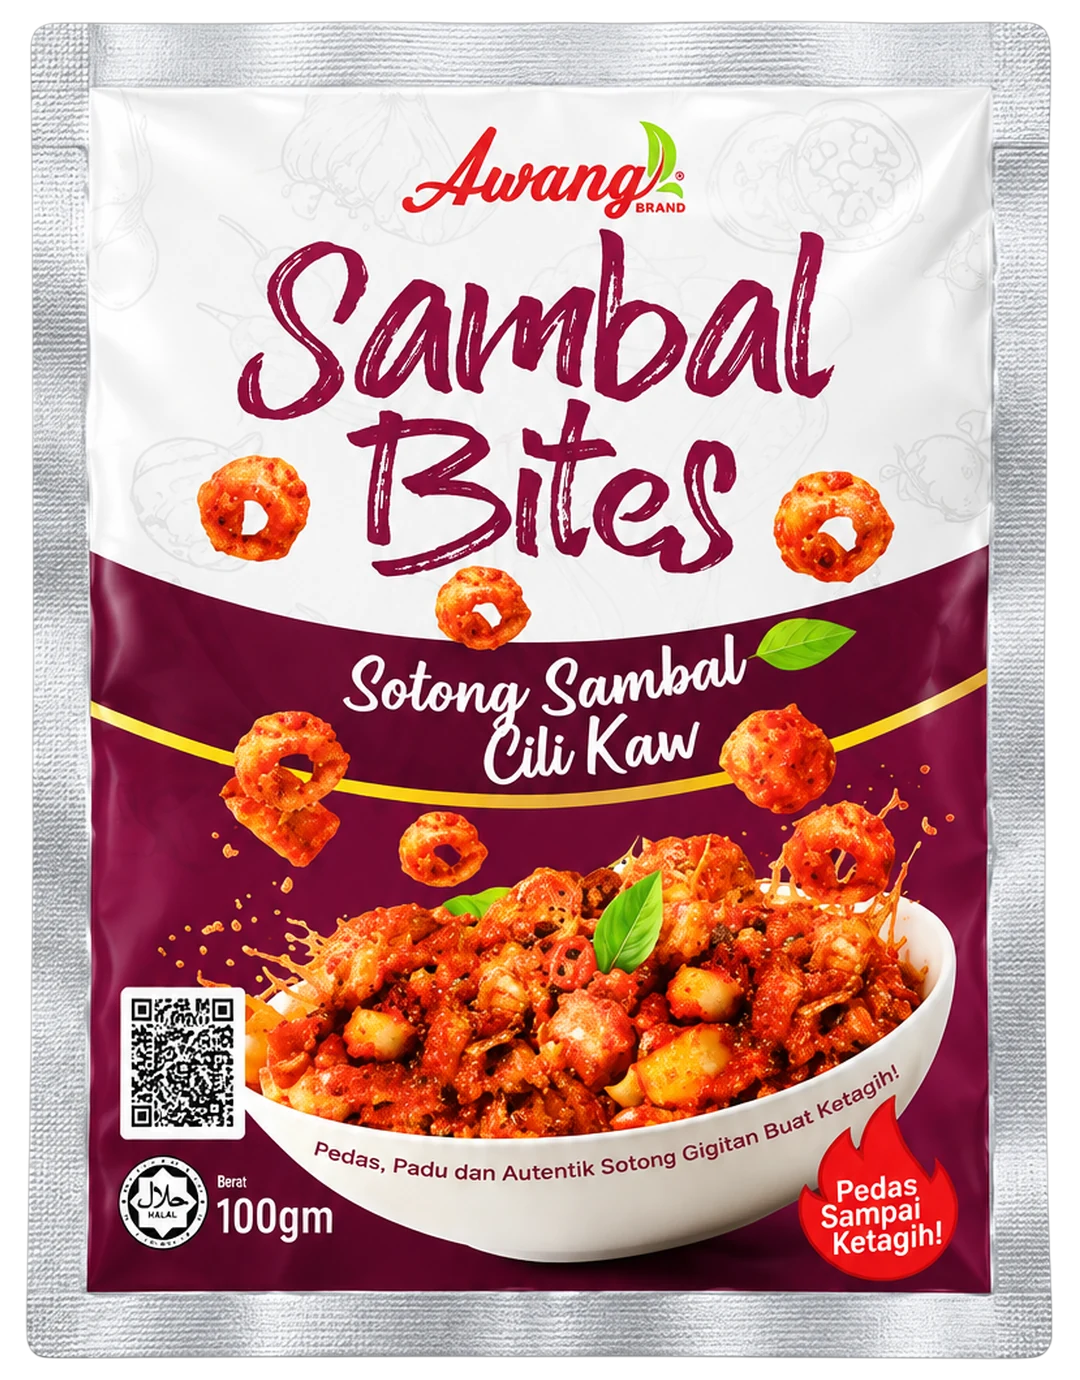 Awang
BRAND
Sambal
Bites
Sotong Sambal
Cili Kaw
Pedas, Padu dan Autentik Sotong Gigitan Buat Ketagih!
حلال
HALAL
Berat
100gm
Pedas
Sampai
Ketagih!